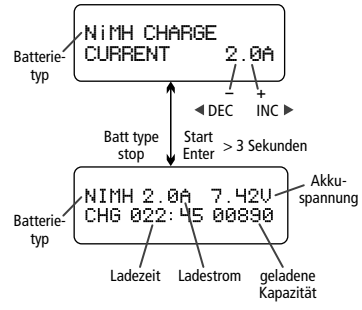 NiMH CHARGE
CURRENT 2.0A
Batterie-
typ
– +
◄ DEC INC ►
Batt type
stop
Start
Enter
> 3 Sekunden
NIMH 2.0A 7.42V
CHG 022:45 00890
Akku-
spannung
Batterie-
typ
Ladezeit Ladestrom geladene
Kapazität